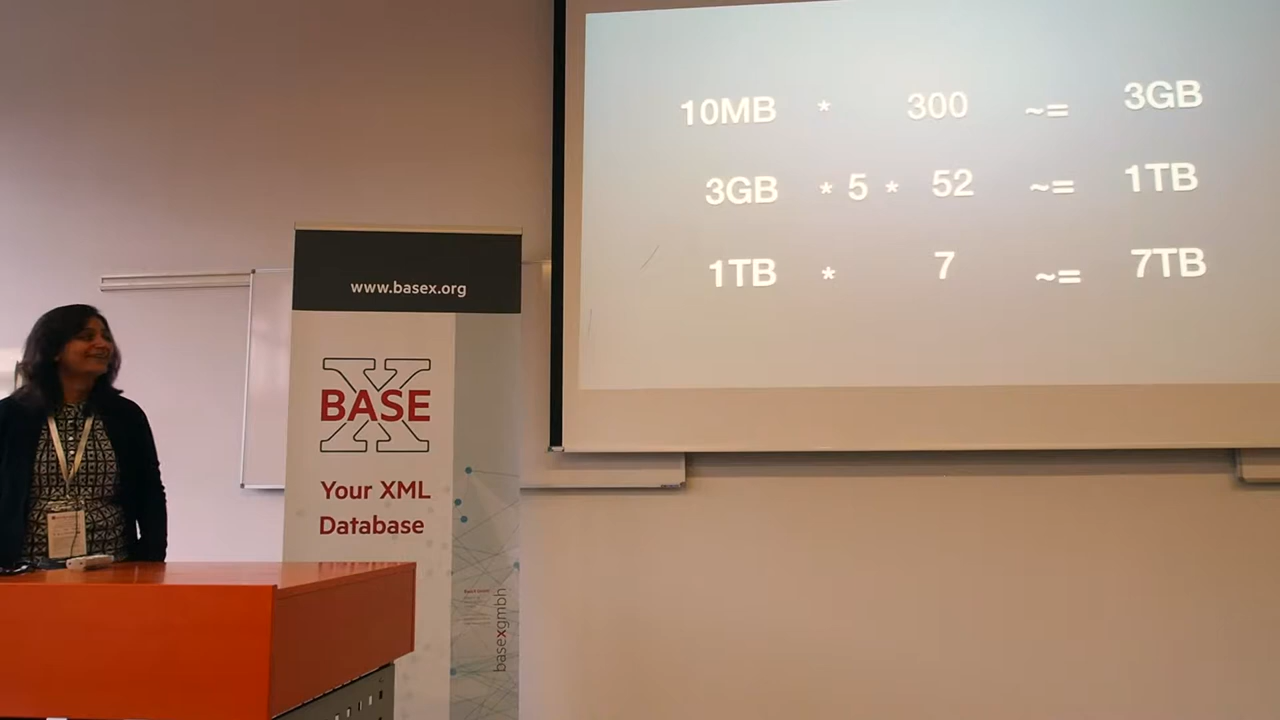 10MB * 300 ~= 3GB
3GB * 5 * 52 ~= 1TB
1TB * 7 ~= 7TB
www.basex.org
BASE
X
Your XML
Database
basexgmbh